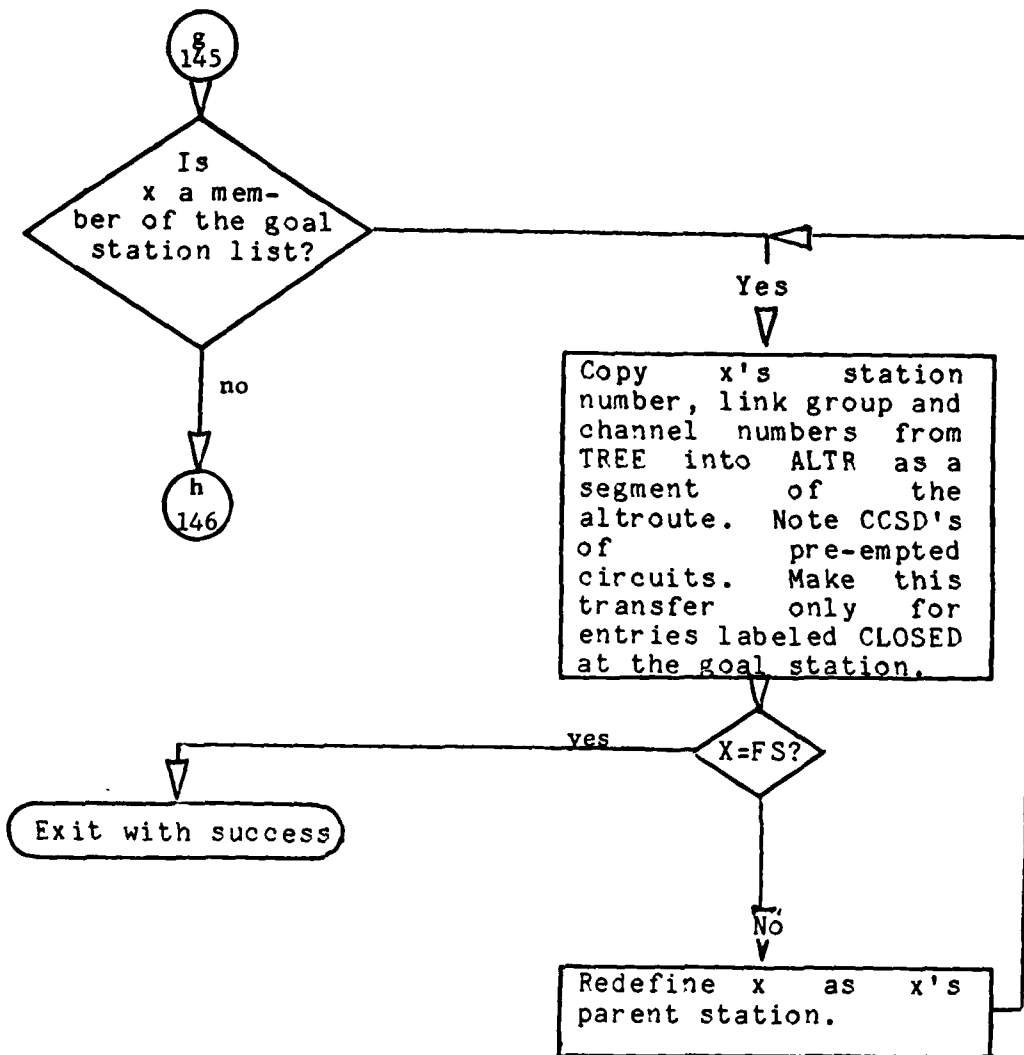 g
145
Is
x a mem-
ber of the goal
station list?
Yes
no
h
146
Copy x's station
number, link group and
channel numbers from
TREE into ALTR as a
segment of the
altroute. Note CCSD's
of pre-empted
circuits. Make this
transfer only for
entries labeled CLOSED
at the goal station.
yes
X=FS?
Exit with success
No
Redefine x as x's
parent station.